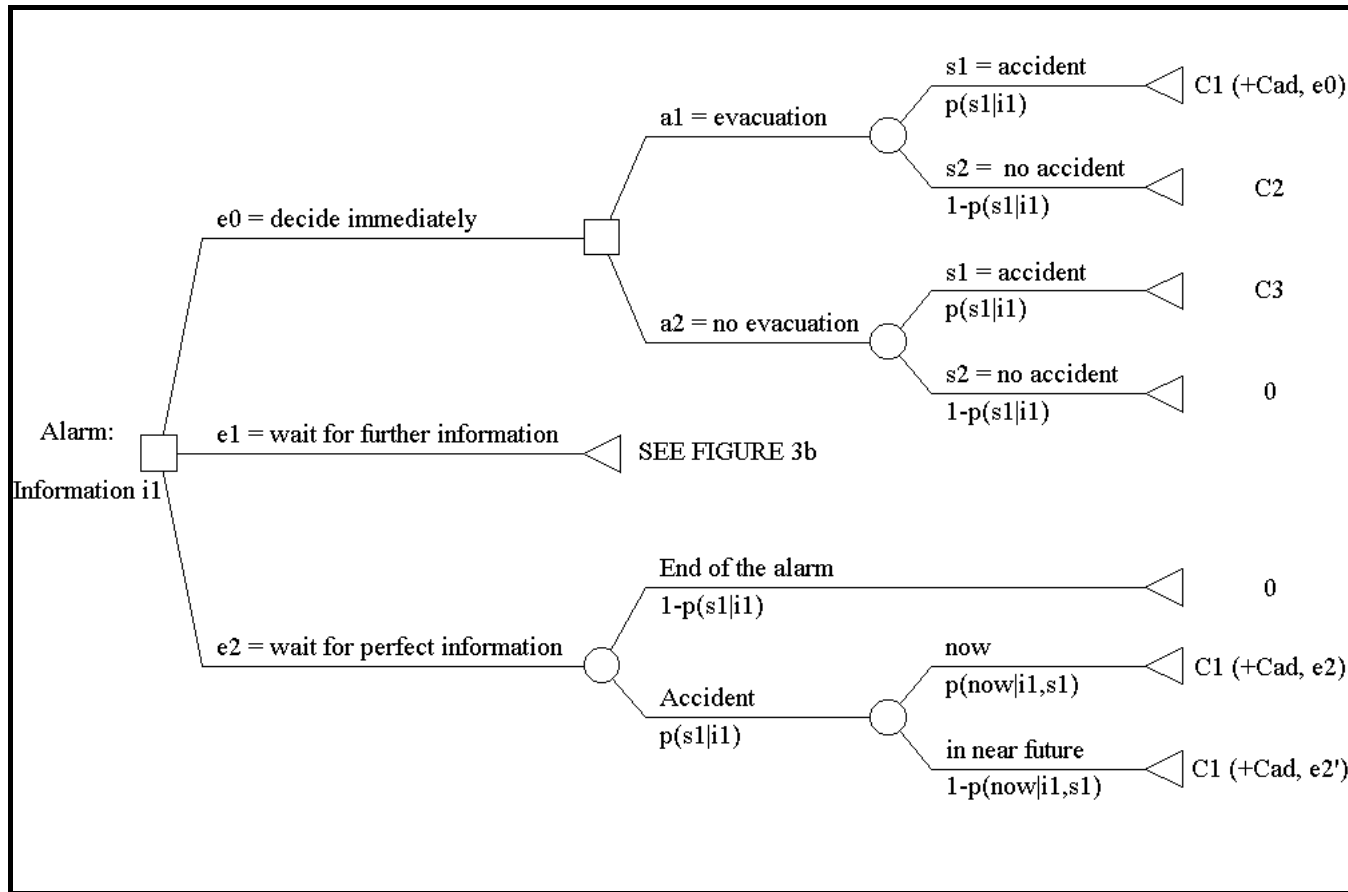 s1 = accident
p(s1|i1)
C1 (+Cad, e0)
a1 = evacuation
s2 =  no accident
1-p(s1|i1)
C2
e0 = decide immediately
s1 = accident
p(s1|i1)
C3
a2 = no evacuation
s2 = no accident
1-p(s1|i1)
0
Alarm:
Information i1
e1 = wait for further information
SEE FIGURE 3b
End of the alarm
1-p(s1|i1)
0
e2 = wait for perfect information
now
p(now|i1,s1)
C1 (+Cad, e2)
Accident
p(s1|i1)
in near future
1-p(now|i1,s1)
C1 (+Cad, e2')